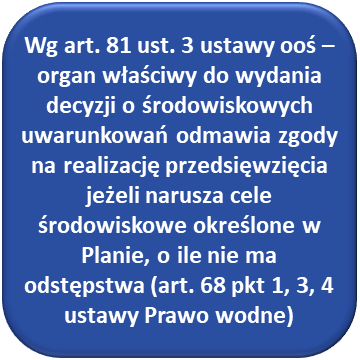 Wg art. 81 ust. 3 ustawy ooś –
organ właściwy do wydania
decyzji o środowiskowych
uwarunkowań odmawia zgody
na realizację przedsięwzięcia
jeżeli narusza cele
środowiskowe określone w
Planie, o ile nie ma
odstępstwa (art. 68 pkt 1, 3, 4
ustawy Prawo wodne)